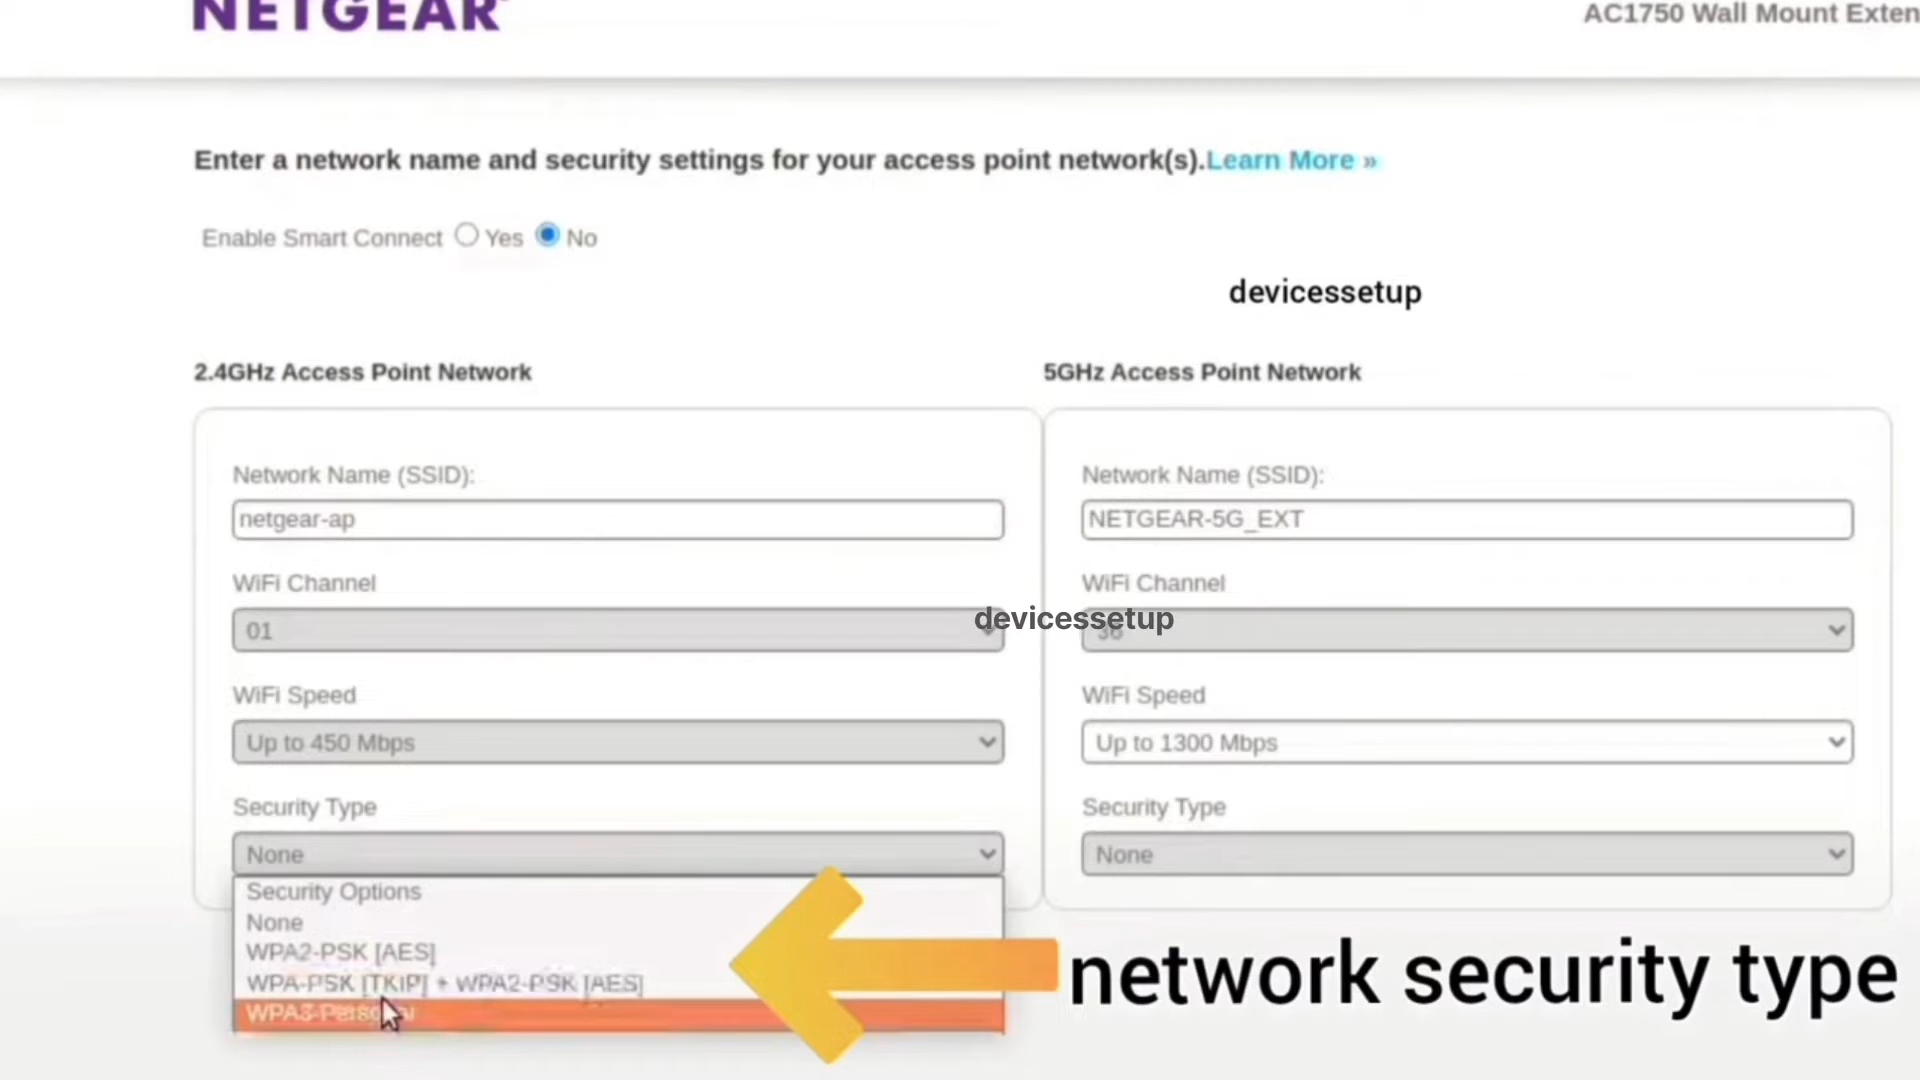 NETGEAR
AC1750 Wall Mount Exten
Enter a network name and security settings for your access point network(s).Learn More »
Enable Smart Connect Yes No
devicessetup
2.4GHz Access Point Network
5GHz Access Point Network
Network Name (SSID):
Network Name (SSID):
netgear-ap
NETGEAR-5G_EXT
WiFi Channel
WiFi Channel
devicessetup
01
36
WiFi Speed
WiFi Speed
Up to 450 Mbps
Up to 1300 Mbps
Security Type
Security Type
None
None
Security Options
None
WPA2-PSK [AES]
WPA-PSK [TKIP] + WPA2-PSK [AES]
WPA3-Personal
network security type